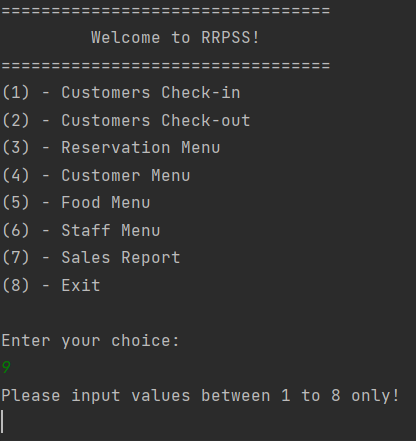 =================================
Welcome to RRPSS!
=================================
(1) - Customers Check-in
(2) - Customers Check-out
(3) - Reservation Menu
(4) - Customer Menu
(5) - Food Menu
(6) - Staff Menu
(7) - Sales Report
(8) - Exit
Enter your choice:
9
Please input values between 1 to 8 only!